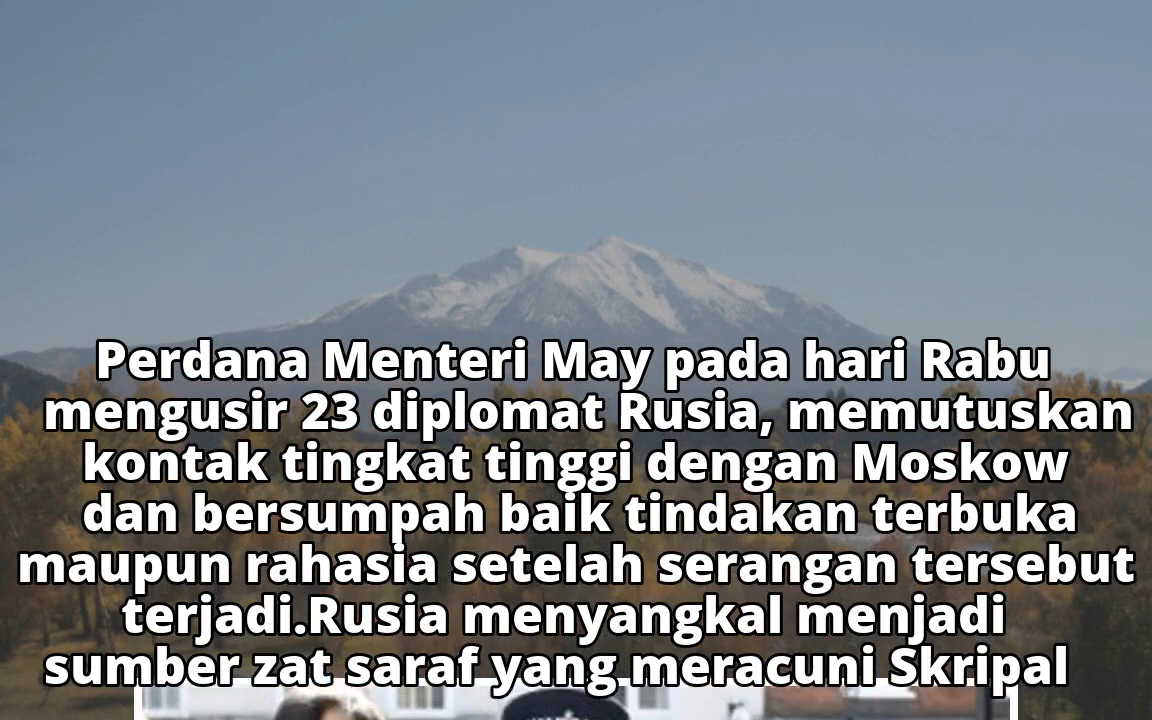 Perdana Menteri May pada hari Rabu
mengusir 23 diplomat Rusia, memutuskan
kontak tingkat tinggi dengan Moskow
dan bersumpah baik tindakan terbuka
maupun rahasia setelah serangan tersebut
terjadi.Rusia menyangkal menjadi
sumber zat saraf yang meracuni Skripal